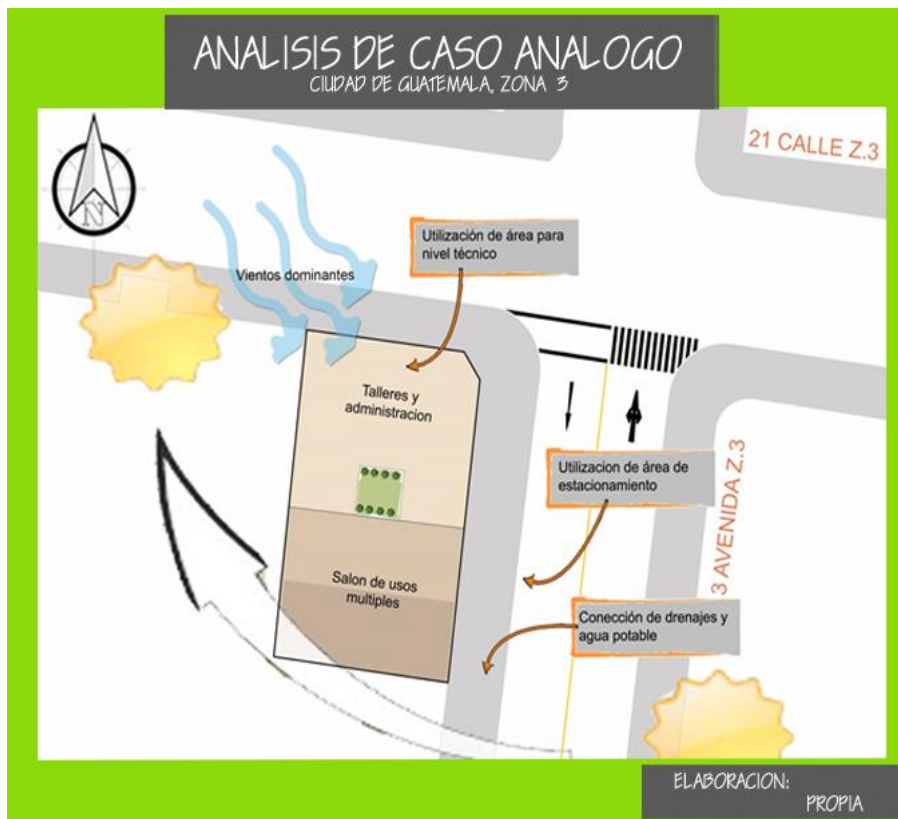 ANALISIS DE CASO ANALOGO
CIUDAD DE GUATEMALA, ZONA 3
21 CALLE Z.3
N
Utilización de área para
nivel técnico
Vientos dominantes
Talleres y
administracion
Utilizacion de área de
estacionamiento
3 AVENIDA Z.3
Salon de usos
multiples
Conección de drenajes y
agua potable
ELABORACION:
PROPIA